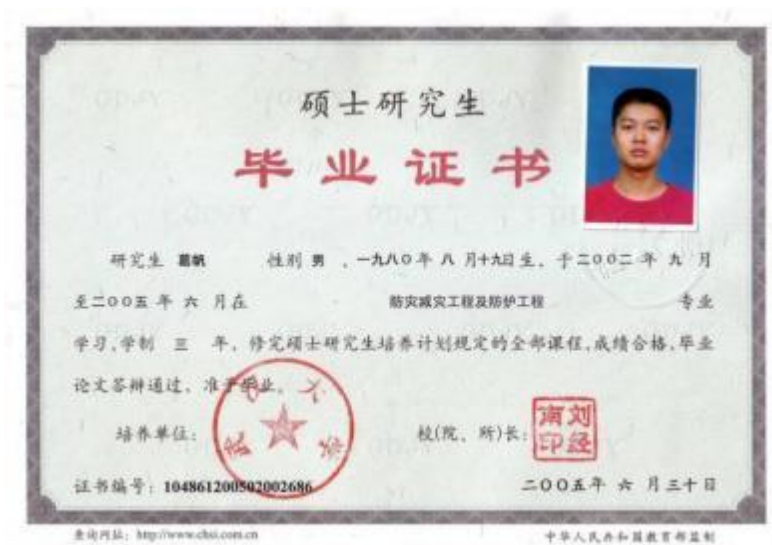 硕士研究生
毕业证书
研究生 葛帆 性别 男 ，一九八〇年 八 月十九日生，于二〇〇二 年 九 月
至二〇〇五 年 六 月在 防灾减灾工程及防护工程 专业
学习,学制 三 年，修完硕士研究生培养计划规定的全部课程,成绩合格,毕业
论文答辩通过，准予毕业。
武汉大学
培养单位：
校(院、所)长：
刘经南印
证书编号：104861200502002686
二〇〇五年 六 月三十日
查询网址：http://www.chsi.com.cn
中华人民共和国教育部监制